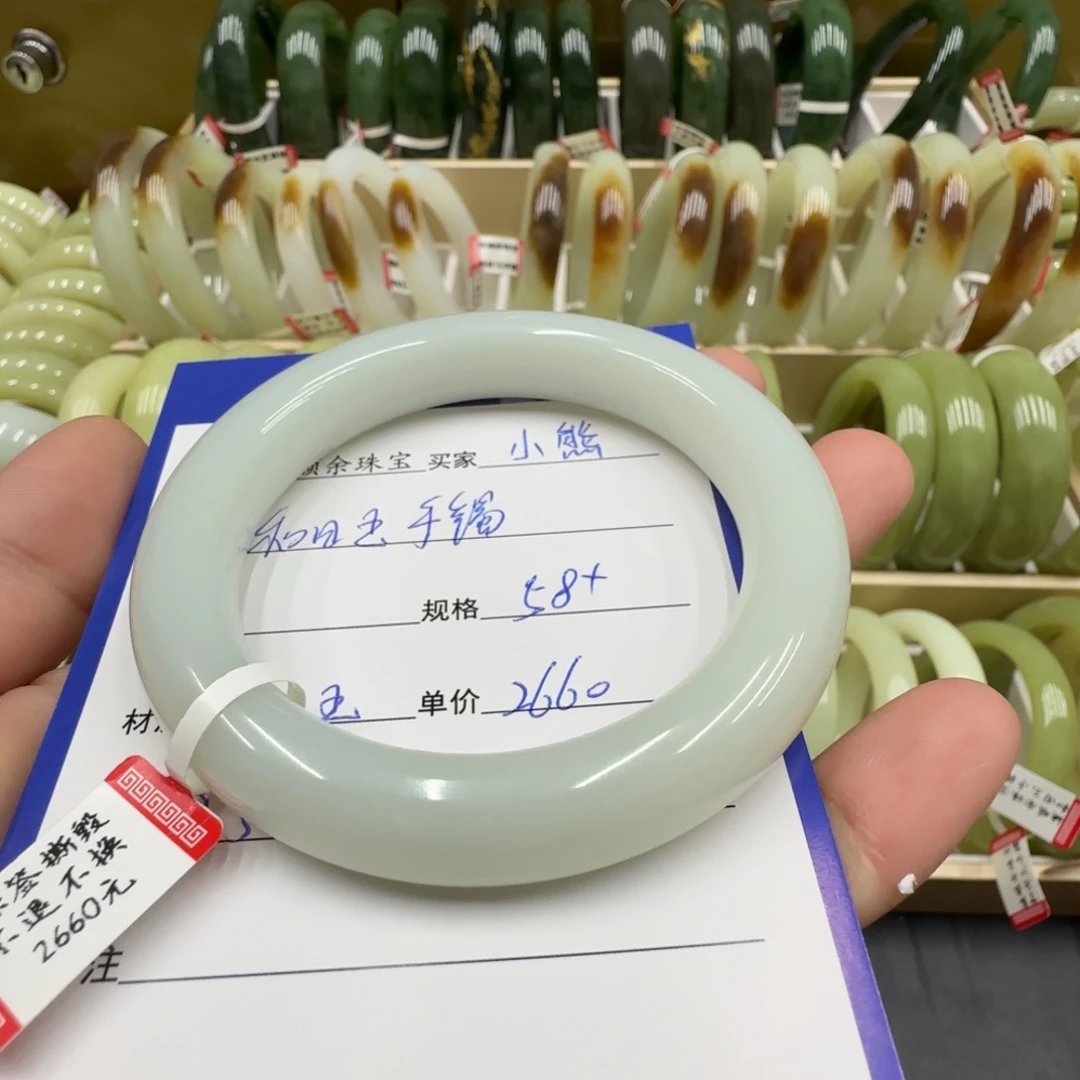 余珠宝 买家 小熊
和田玉手镯
规格 58+
材
玉 单价 2660
签撕毁
退不换
2660元
注